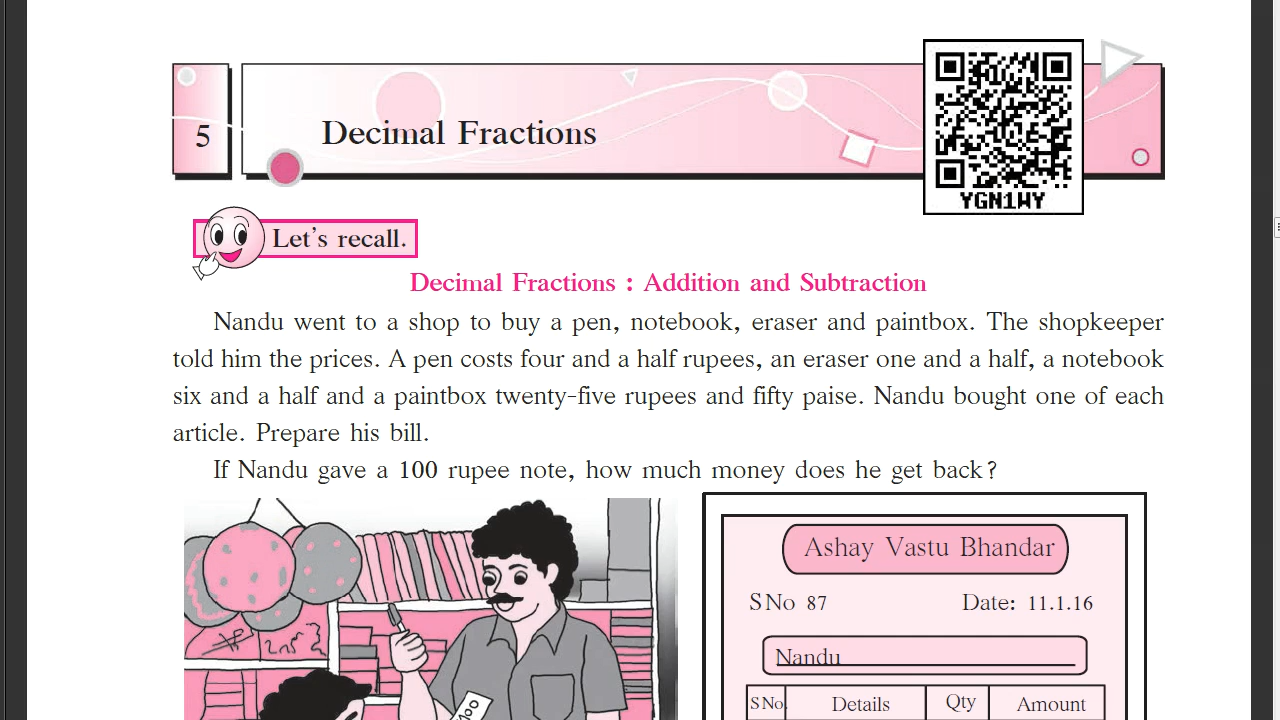 5
Decimal Fractions
YGN1WY
Let's recall.
Decimal Fractions : Addition and Subtraction
Nandu went to a shop to buy a pen, notebook, eraser and paintbox. The shopkeeper
told him the prices. A pen costs four and a half rupees, an eraser one and a half, a notebook
six and a half and a paintbox twenty-five rupees and fifty paise. Nandu bought one of each
article. Prepare his bill.
If Nandu gave a 100 rupee note, how much money does he get back?
100
Ashay Vastu Bhandar
S No 87 Date: 11.1.16
Nandu
S No. Details Qty Amount